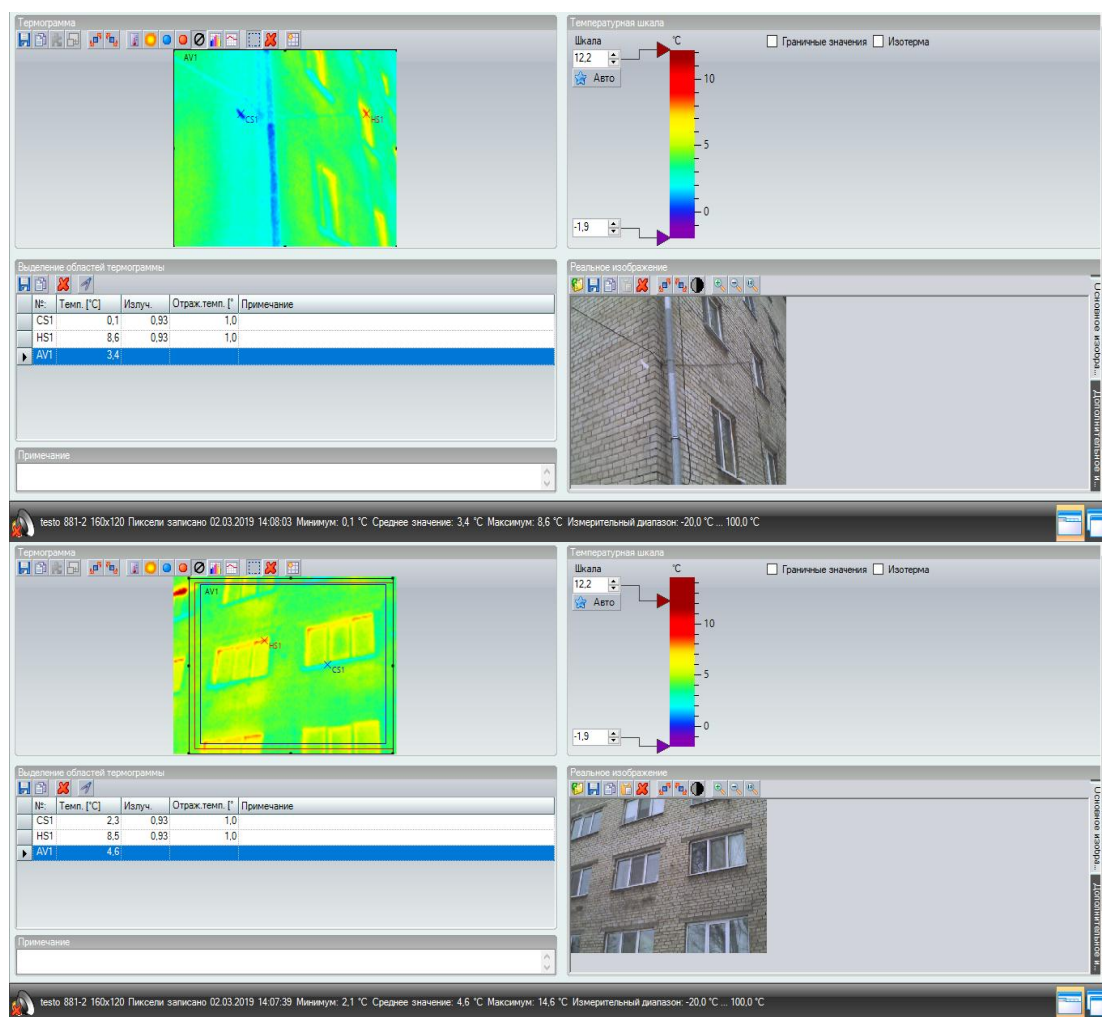 Термограмма
AV1
CS1
HS1
Температурная шкала
Шкала °C
12,2
Авто
-1,9
10
5
0
Граничные значения Изотерма
Выделение областей термограммы
№: Темп. [°C] Излуч. Отраж.темп. [° Примечание
CS1 0,1 0,93 1,0
HS1 8,6 0,93 1,0
AV1 3,4
Примечание
Реальное изображение
Основное изобра...
Дополнительное и...
testo 881-2 160x120 Пиксели записано 02.03.2019 14:08:03 Минимум: 0,1 °C Среднее значение: 3,4 °C Максимум: 8,6 °C Измерительный диапазон: -20,0 °C ... 100,0 °C
Термограмма
AV1
HS1
CS1
Температурная шкала
Шкала °C
12,2
Авто
-1,9
10
5
0
Граничные значения Изотерма
Выделение областей термограммы
№: Темп. [°C] Излуч. Отраж.темп. [° Примечание
CS1 2,3 0,93 1,0
HS1 8,5 0,93 1,0
AV1 4,6
Примечание
Реальное изображение
Основное изобра...
Дополнительное и...
testo 881-2 160x120 Пиксели записано 02.03.2019 14:07:39 Минимум: 2,1 °C Среднее значение: 4,6 °C Максимум: 14,6 °C Измерительный диапазон: -20,0 °C ... 100,0 °C